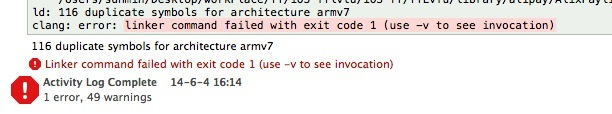 ld: 116 duplicate symbols for architecture armv7
clang: error: linker command failed with exit code 1 (use -v to see invocation)
116 duplicate symbols for architecture armv7
Linker command failed with exit code 1 (use -v to see invocation)
Activity Log Complete 14-6-4 16:14
1 error, 49 warnings